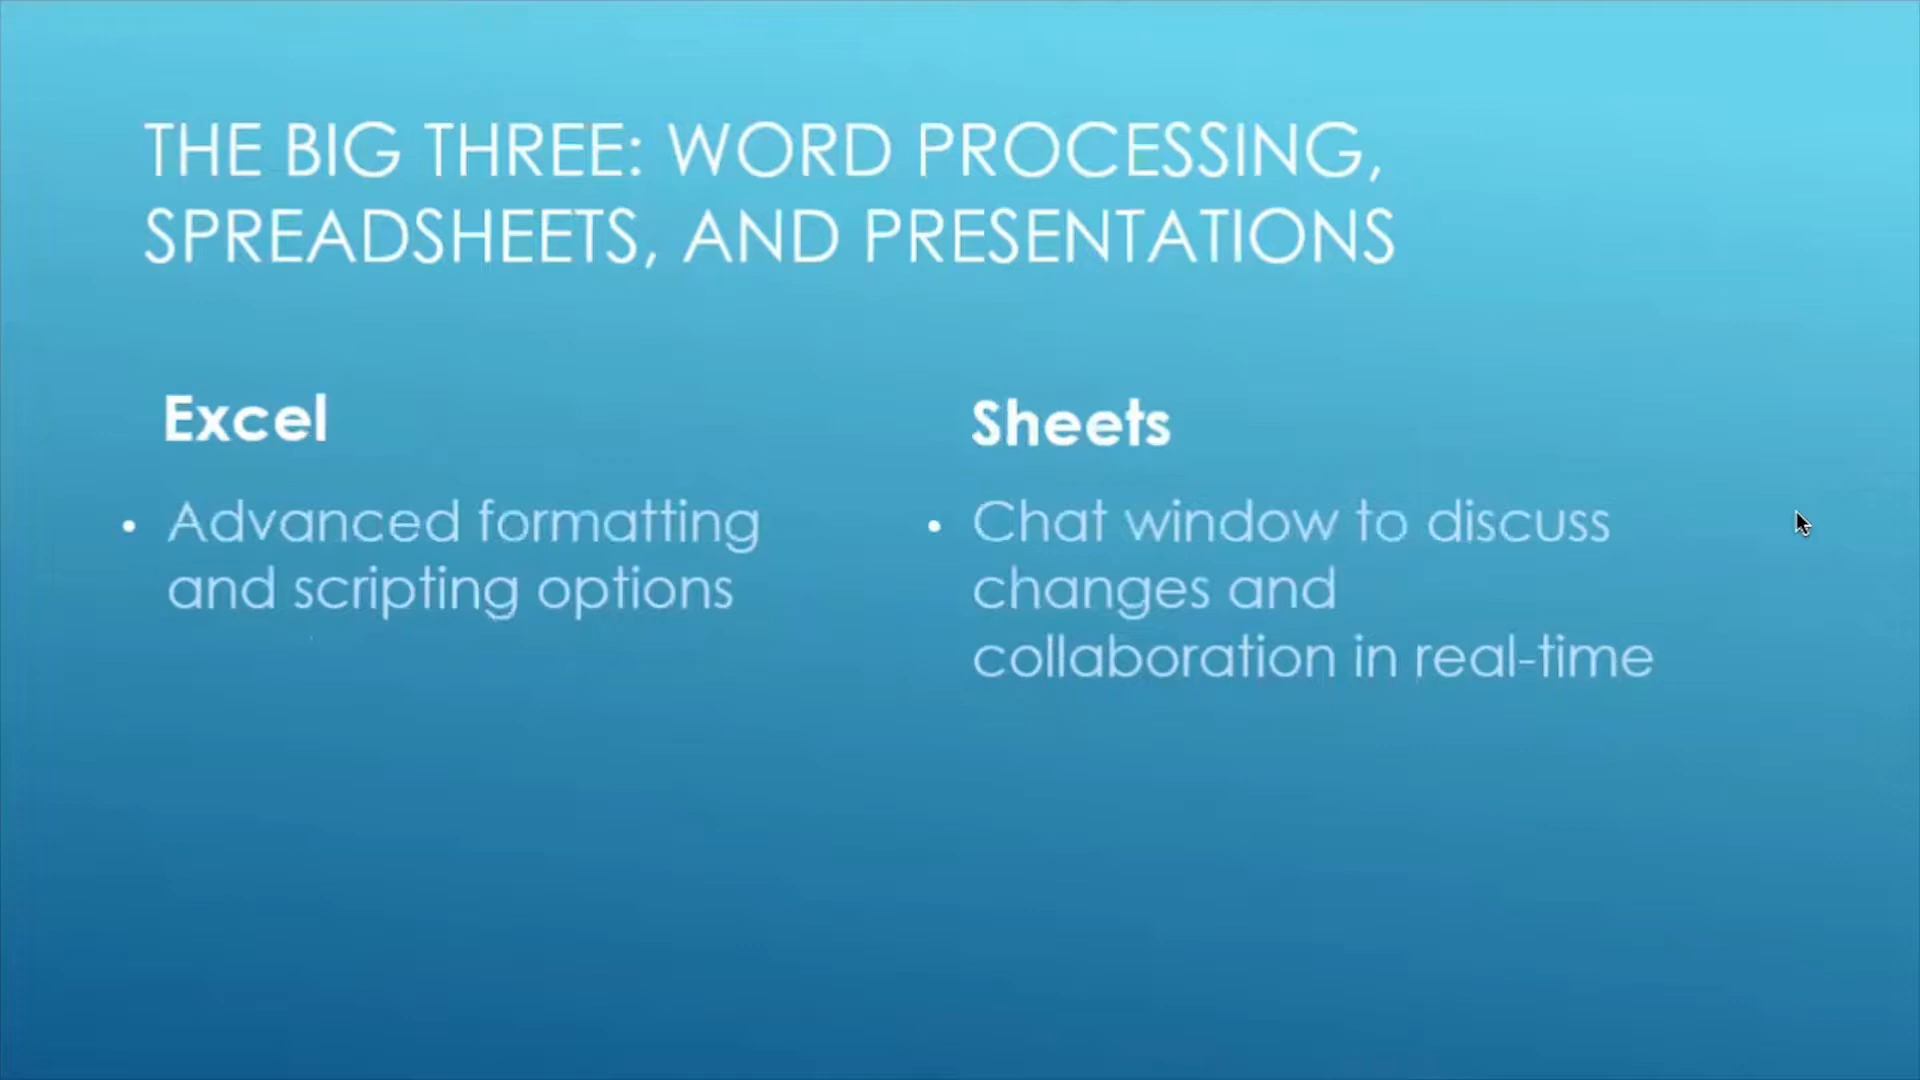 THE BIG THREE: WORD PROCESSING,
SPREADSHEETS, AND PRESENTATIONS
Excel
• Advanced formatting
and scripting options
Sheets
• Chat window to discuss
changes and
collaboration in real-time